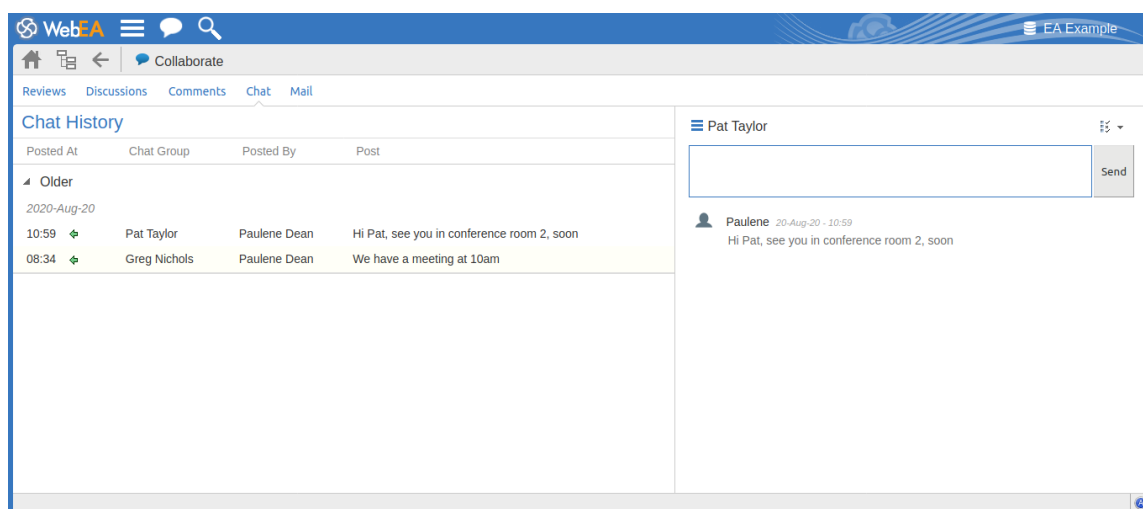 WebEA
EA Example
Collaborate
Reviews Discussions Comments Chat Mail
Chat History
Posted At Chat Group Posted By Post
Older
2020-Aug-20
10:59 Pat Taylor Paulene Dean Hi Pat, see you in conference room 2, soon
08:34 Greg Nichols Paulene Dean We have a meeting at 10am
Pat Taylor
Send
Paulene 20-Aug-20 - 10:59
Hi Pat, see you in conference room 2, soon